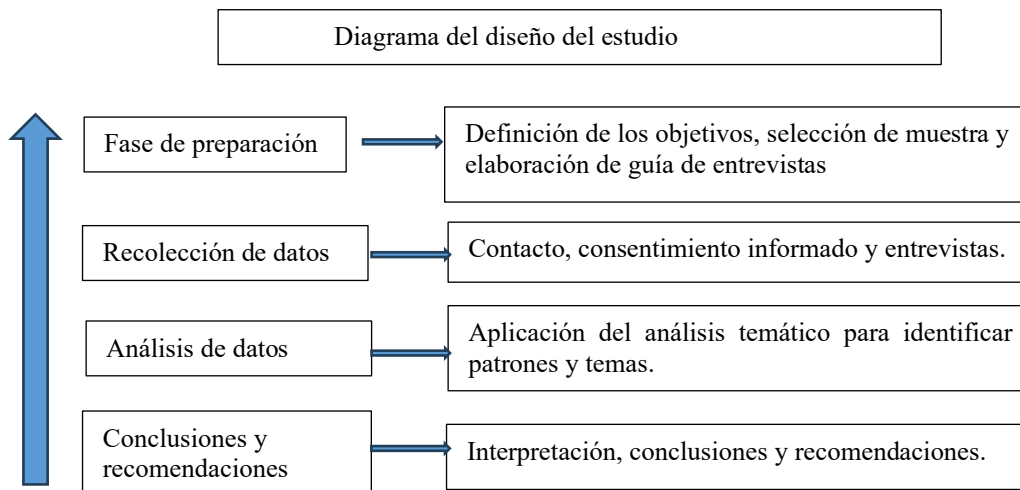 Diagrama del diseño del estudio
Fase de preparación
Definición de los objetivos, selección de muestra y
elaboración de guía de entrevistas
Recolección de datos
Contacto, consentimiento informado y entrevistas.
Análisis de datos
Aplicación del análisis temático para identificar
patrones y temas.
Conclusiones y
recomendaciones
Interpretación, conclusiones y recomendaciones.